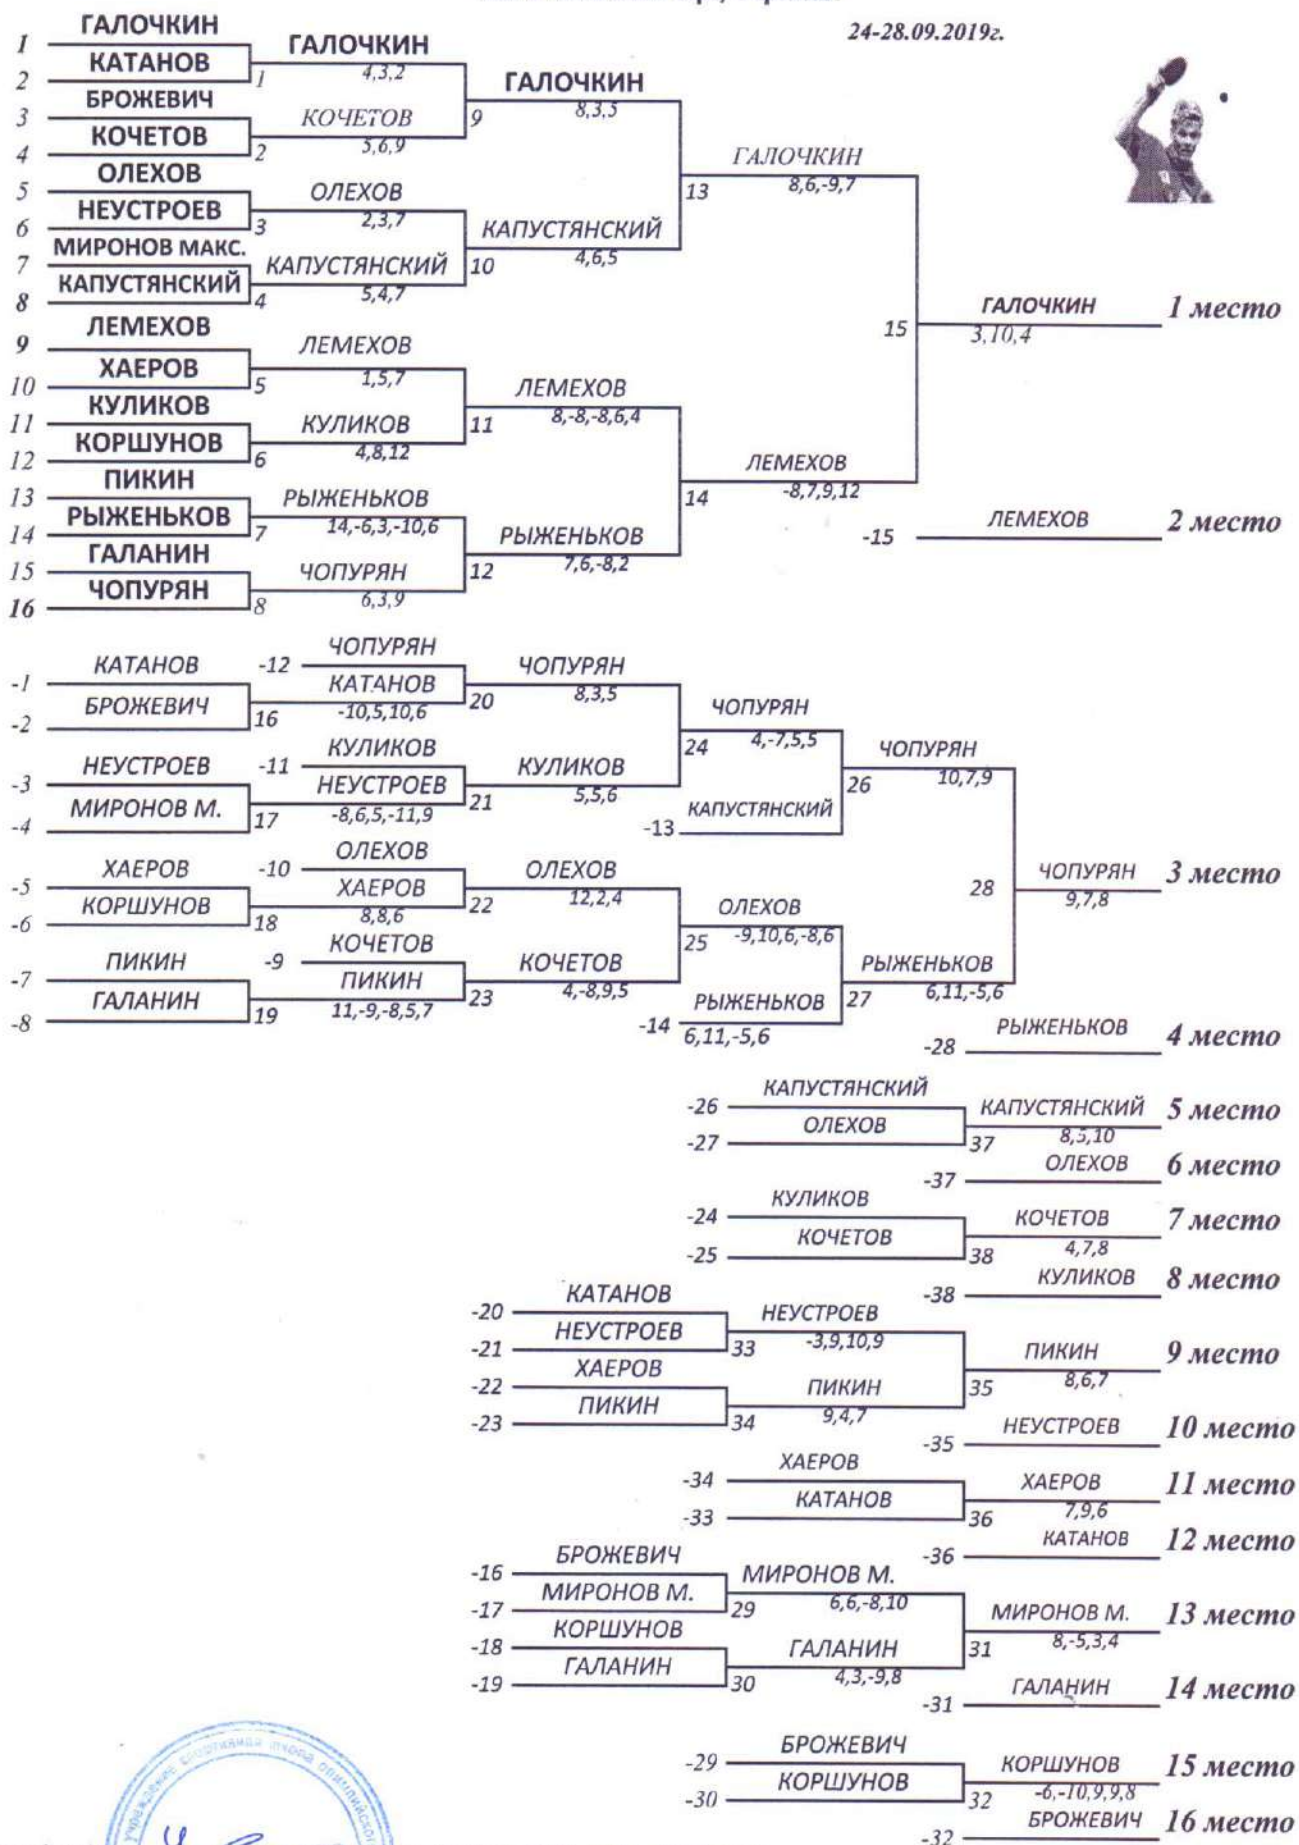 24-28.09.2019г.
1 ГАЛОЧКИН
ГАЛОЧКИН
2 КАТАНОВ
1 4,3,2
ГАЛОЧКИН
3 БРОЖЕВИЧ
КОЧЕТОВ
9 8,3,5
4 КОЧЕТОВ
2 5,6,9
ГАЛОЧКИН
5 ОЛЕХОВ
ОЛЕХОВ
13 8,6,-9,7
6 НЕУСТРОЕВ
3 2,3,7
КАПУСТЯНСКИЙ
7 МИРОНОВ МАКС.
КАПУСТЯНСКИЙ
10 4,6,5
8 КАПУСТЯНСКИЙ
4 5,4,7
ГАЛОЧКИН 1 место
15 3,10,4
9 ЛЕМЕХОВ
ЛЕМЕХОВ
10 ХАЕРОВ
5 1,5,7
ЛЕМЕХОВ
11 КУЛИКОВ
КУЛИКОВ
11 8,-8,-8,6,4
12 КОРШУНОВ
6 4,8,12
ЛЕМЕХОВ
13 ПИКИН
РЫЖЕНЬКОВ
14 -8,7,9,12
14 РЫЖЕНЬКОВ
7 14,-6,3,-10,6
РЫЖЕНЬКОВ
-15 ЛЕМЕХОВ 2 место
15 ГАЛАНИН
ЧОПУРЯН
12 7,6,-8,2
16 ЧОПУРЯН
8 6,3,9
-1 КАТАНОВ
-12 ЧОПУРЯН
ЧОПУРЯН
-2 БРОЖЕВИЧ
16 КАТАНОВ
-10,5,10,6
20 8,3,5
ЧОПУРЯН
24 4,-7,5,5
-3 НЕУСТРОЕВ
-11 КУЛИКОВ
КУЛИКОВ
-4 МИРОНОВ М.
17 НЕУСТРОЕВ
-8,6,5,-11,9
21 5,5,6
-13 КАПУСТЯНСКИЙ
ЧОПУРЯН
26 10,7,9
-5 ХАЕРОВ
-10 ОЛЕХОВ
ОЛЕХОВ
-6 КОРШУНОВ
18 ХАЕРОВ
8,8,6
22 12,2,4
ОЛЕХОВ
25 -9,10,6,-8,6
28 ЧОПУРЯН 3 место
9,7,8
-7 ПИКИН
-9 КОЧЕТОВ
КОЧЕТОВ
-8 ГАЛАНИН
19 ПИКИН
11,-9,-8,5,7
23 4,-8,9,5
-14 РЫЖЕНЬКОВ
6,11,-5,6
РЫЖЕНЬКОВ
27 6,11,-5,6
-28 РЫЖЕНЬКОВ 4 место
-26 КАПУСТЯНСКИЙ
КАПУСТЯНСКИЙ 5 место
-27 ОЛЕХОВ
37 8,5,10
-37 ОЛЕХОВ 6 место
-24 КУЛИКОВ
КОЧЕТОВ 7 место
-25 КОЧЕТОВ
38 4,7,8
-38 КУЛИКОВ 8 место
-20 КАТАНОВ
НЕУСТРОЕВ
-21 НЕУСТРОЕВ
33 -3,9,10,9
ПИКИН 9 место
-22 ХАЕРОВ
ПИКИН
35 8,6,7
-23 ПИКИН
34 9,4,7
-35 НЕУСТРОЕВ 10 место
-34 ХАЕРОВ
ХАЕРОВ 11 место
-33 КАТАНОВ
36 7,9,6
-36 КАТАНОВ 12 место
-16 БРОЖЕВИЧ
МИРОНОВ М.
-17 МИРОНОВ М.
29 6,6,-8,10
МИРОНОВ М. 13 место
-18 КОРШУНОВ
ГАЛАНИН
31 8,-5,3,4
-19 ГАЛАНИН
30 4,3,-9,8
-31 ГАЛАНИН 14 место
-29 БРОЖЕВИЧ
КОРШУНОВ 15 место
-30 КОРШУНОВ
32 -6,-10,9,9,8
-32 БРОЖЕВИЧ 16 место
учреждение спортивная школа олимпийского